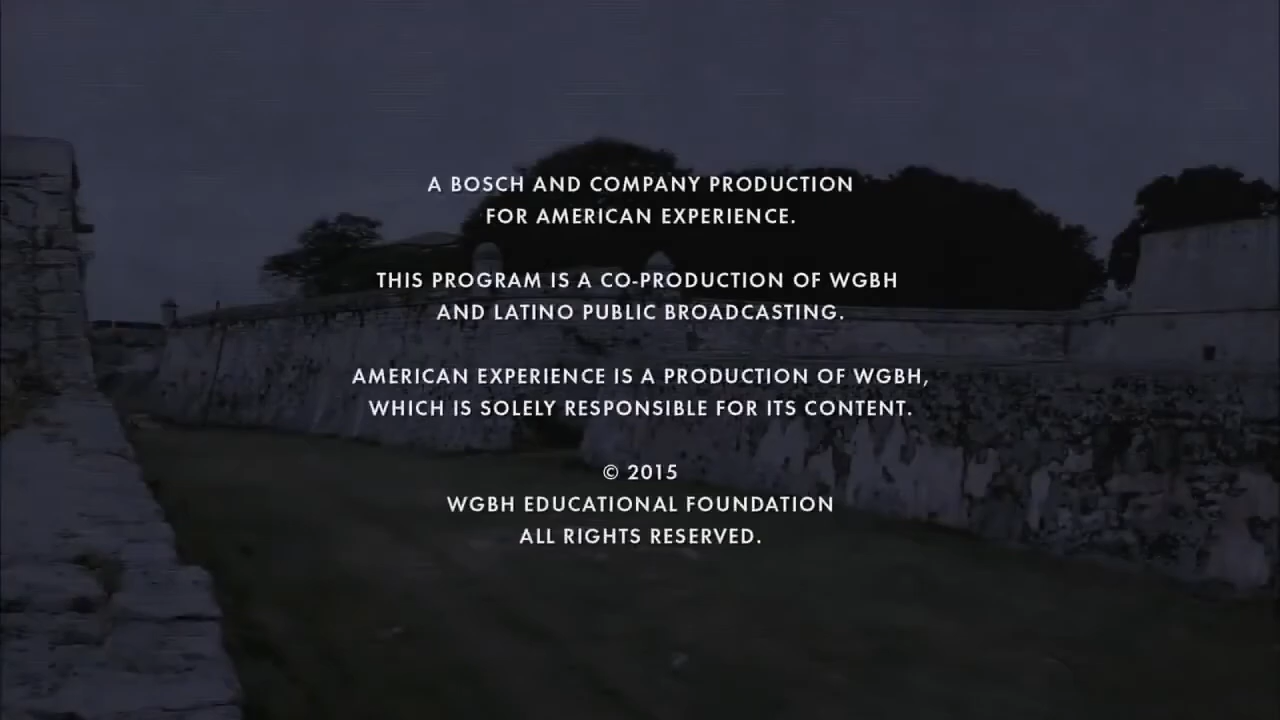 A BOSCH AND COMPANY PRODUCTION
FOR AMERICAN EXPERIENCE.
THIS PROGRAM IS A CO-PRODUCTION OF WGBH
AND LATINO PUBLIC BROADCASTING.
AMERICAN EXPERIENCE IS A PRODUCTION OF WGBH,
WHICH IS SOLELY RESPONSIBLE FOR ITS CONTENT.
© 2015
WGBH EDUCATIONAL FOUNDATION
ALL RIGHTS RESERVED.